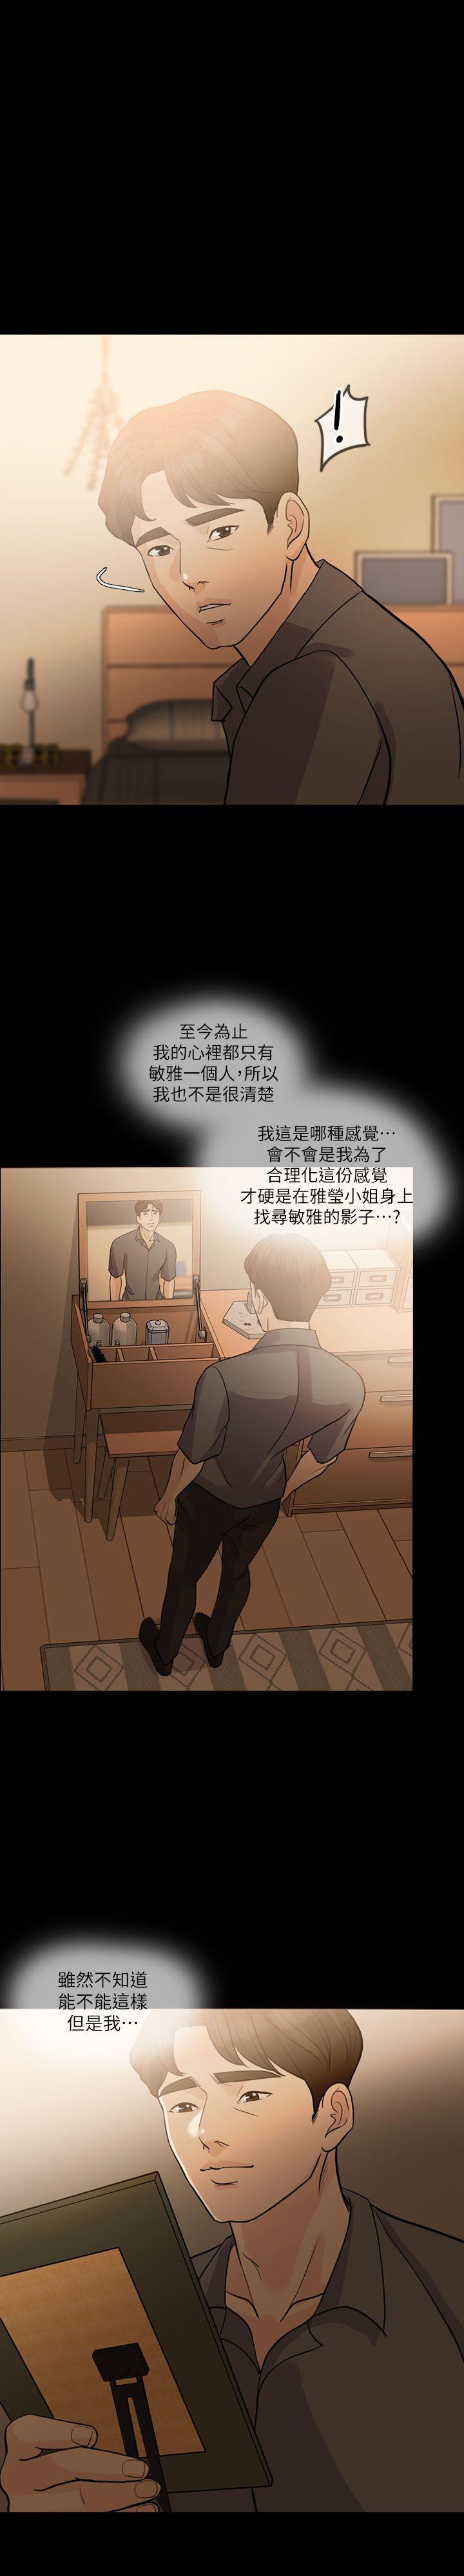 !
至今為止
我的心裡都只有
敏雅一個人,所以
我也不是很清楚
我這是哪種感覺…
會不會是我為了
合理化這份感覺
才硬是在雅瑩小姐身上
找尋敏雅的影子…?
雖然不知道
能不能這樣
但是我…